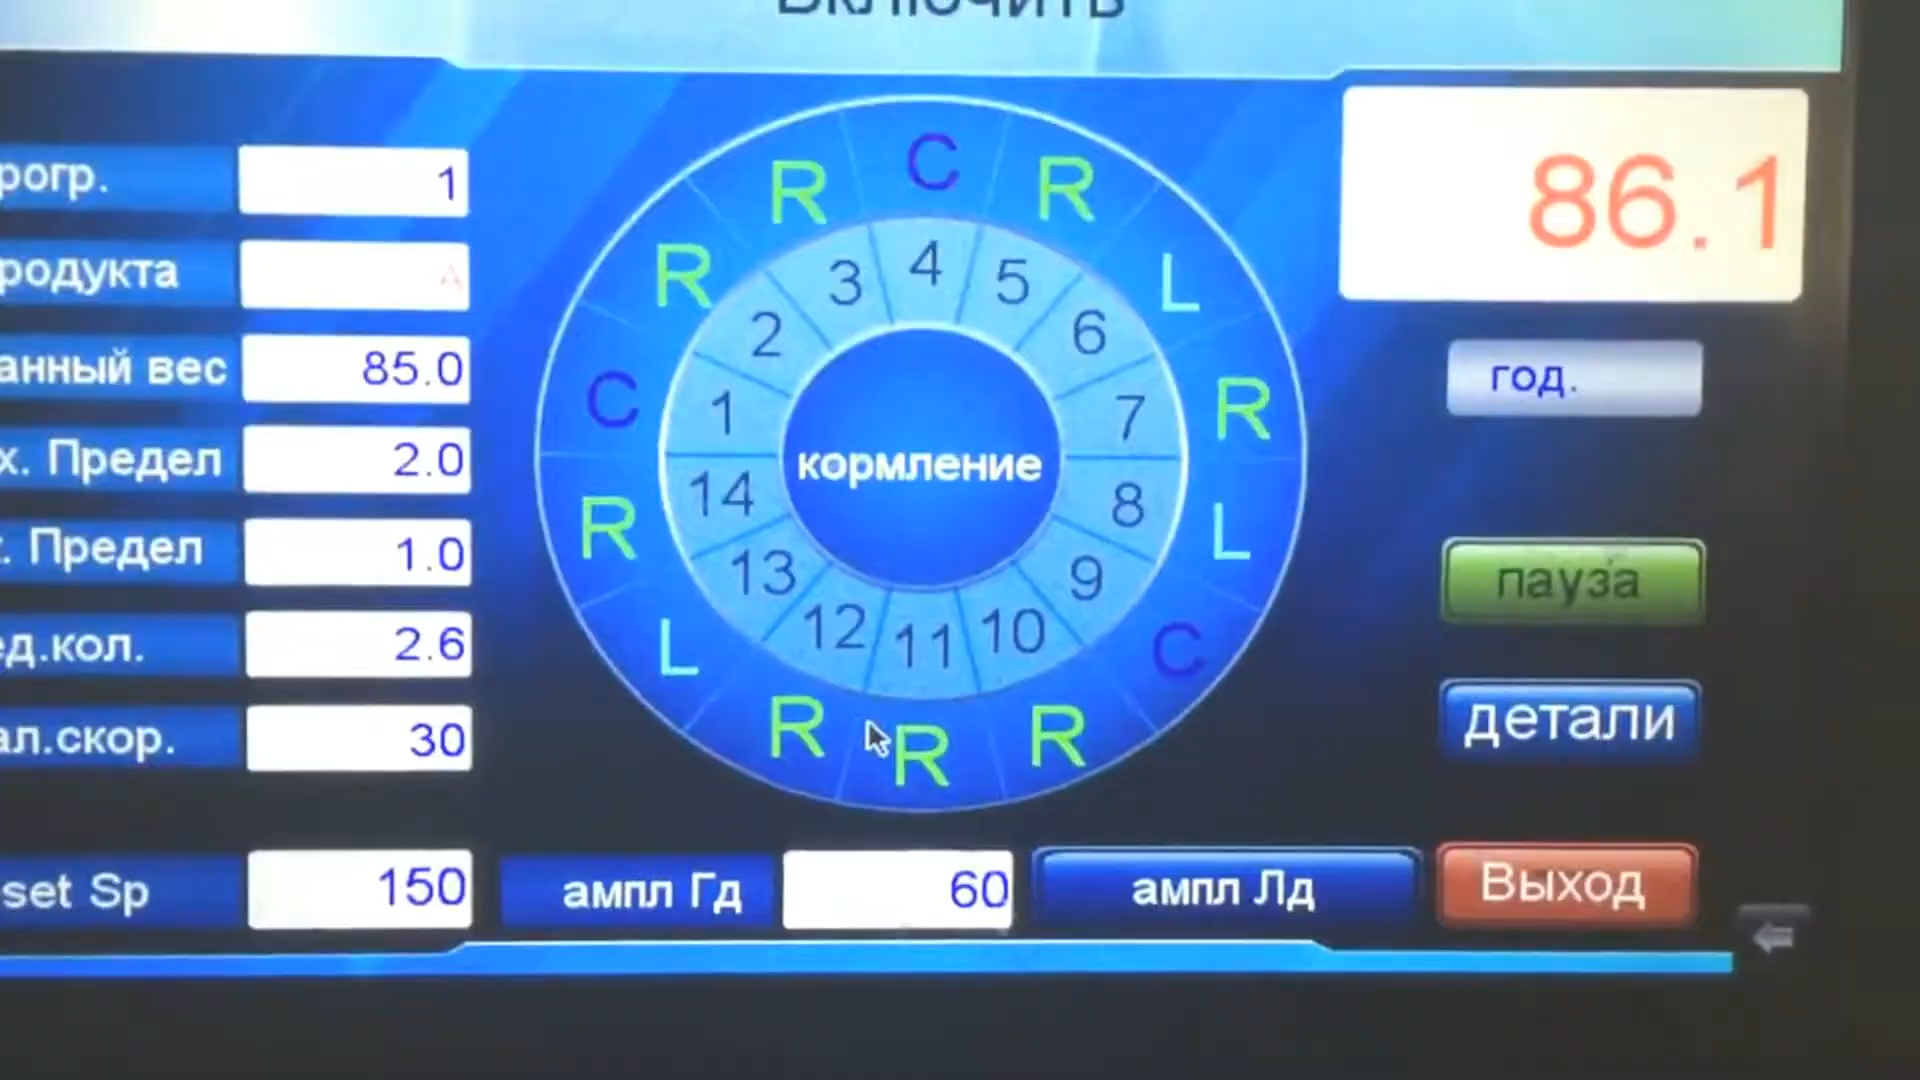 Включить
рогр. 1
родукта A
анный вес 85.0
х. Предел 2.0
. Предел 1.0
ед.кол. 2.6
ал.скор. 30
set Sp 150
ампл Гд 60
ампл Лд
Выход
C R L R L C R R R L R C R R
1 2 3 4 5 6 7 8 9 10 11 12 13 14
кормление
86.1
год.
пауза
детали